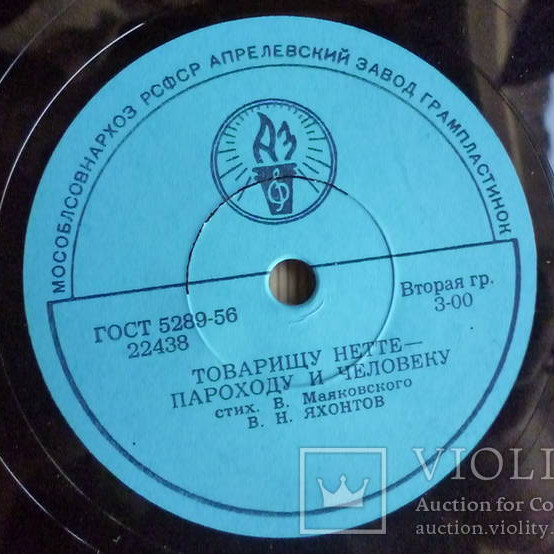 МОСОБЛСОВНАРХОЗ РСФСР АПРЕЛЕВСКИЙ ЗАВОД ГРАМПЛАСТИНОК
АЗ
ГОСТ 5289-56
22438
Вторая гр.
3-00
ТОВАРИЩУ НЕТТЕ—
ПАРОХОДУ И ЧЕЛОВЕКУ
стих. В. Маяковского
В. Н. ЯХОНТОВ
VIOLI
Auction for Co
auction.violity.com